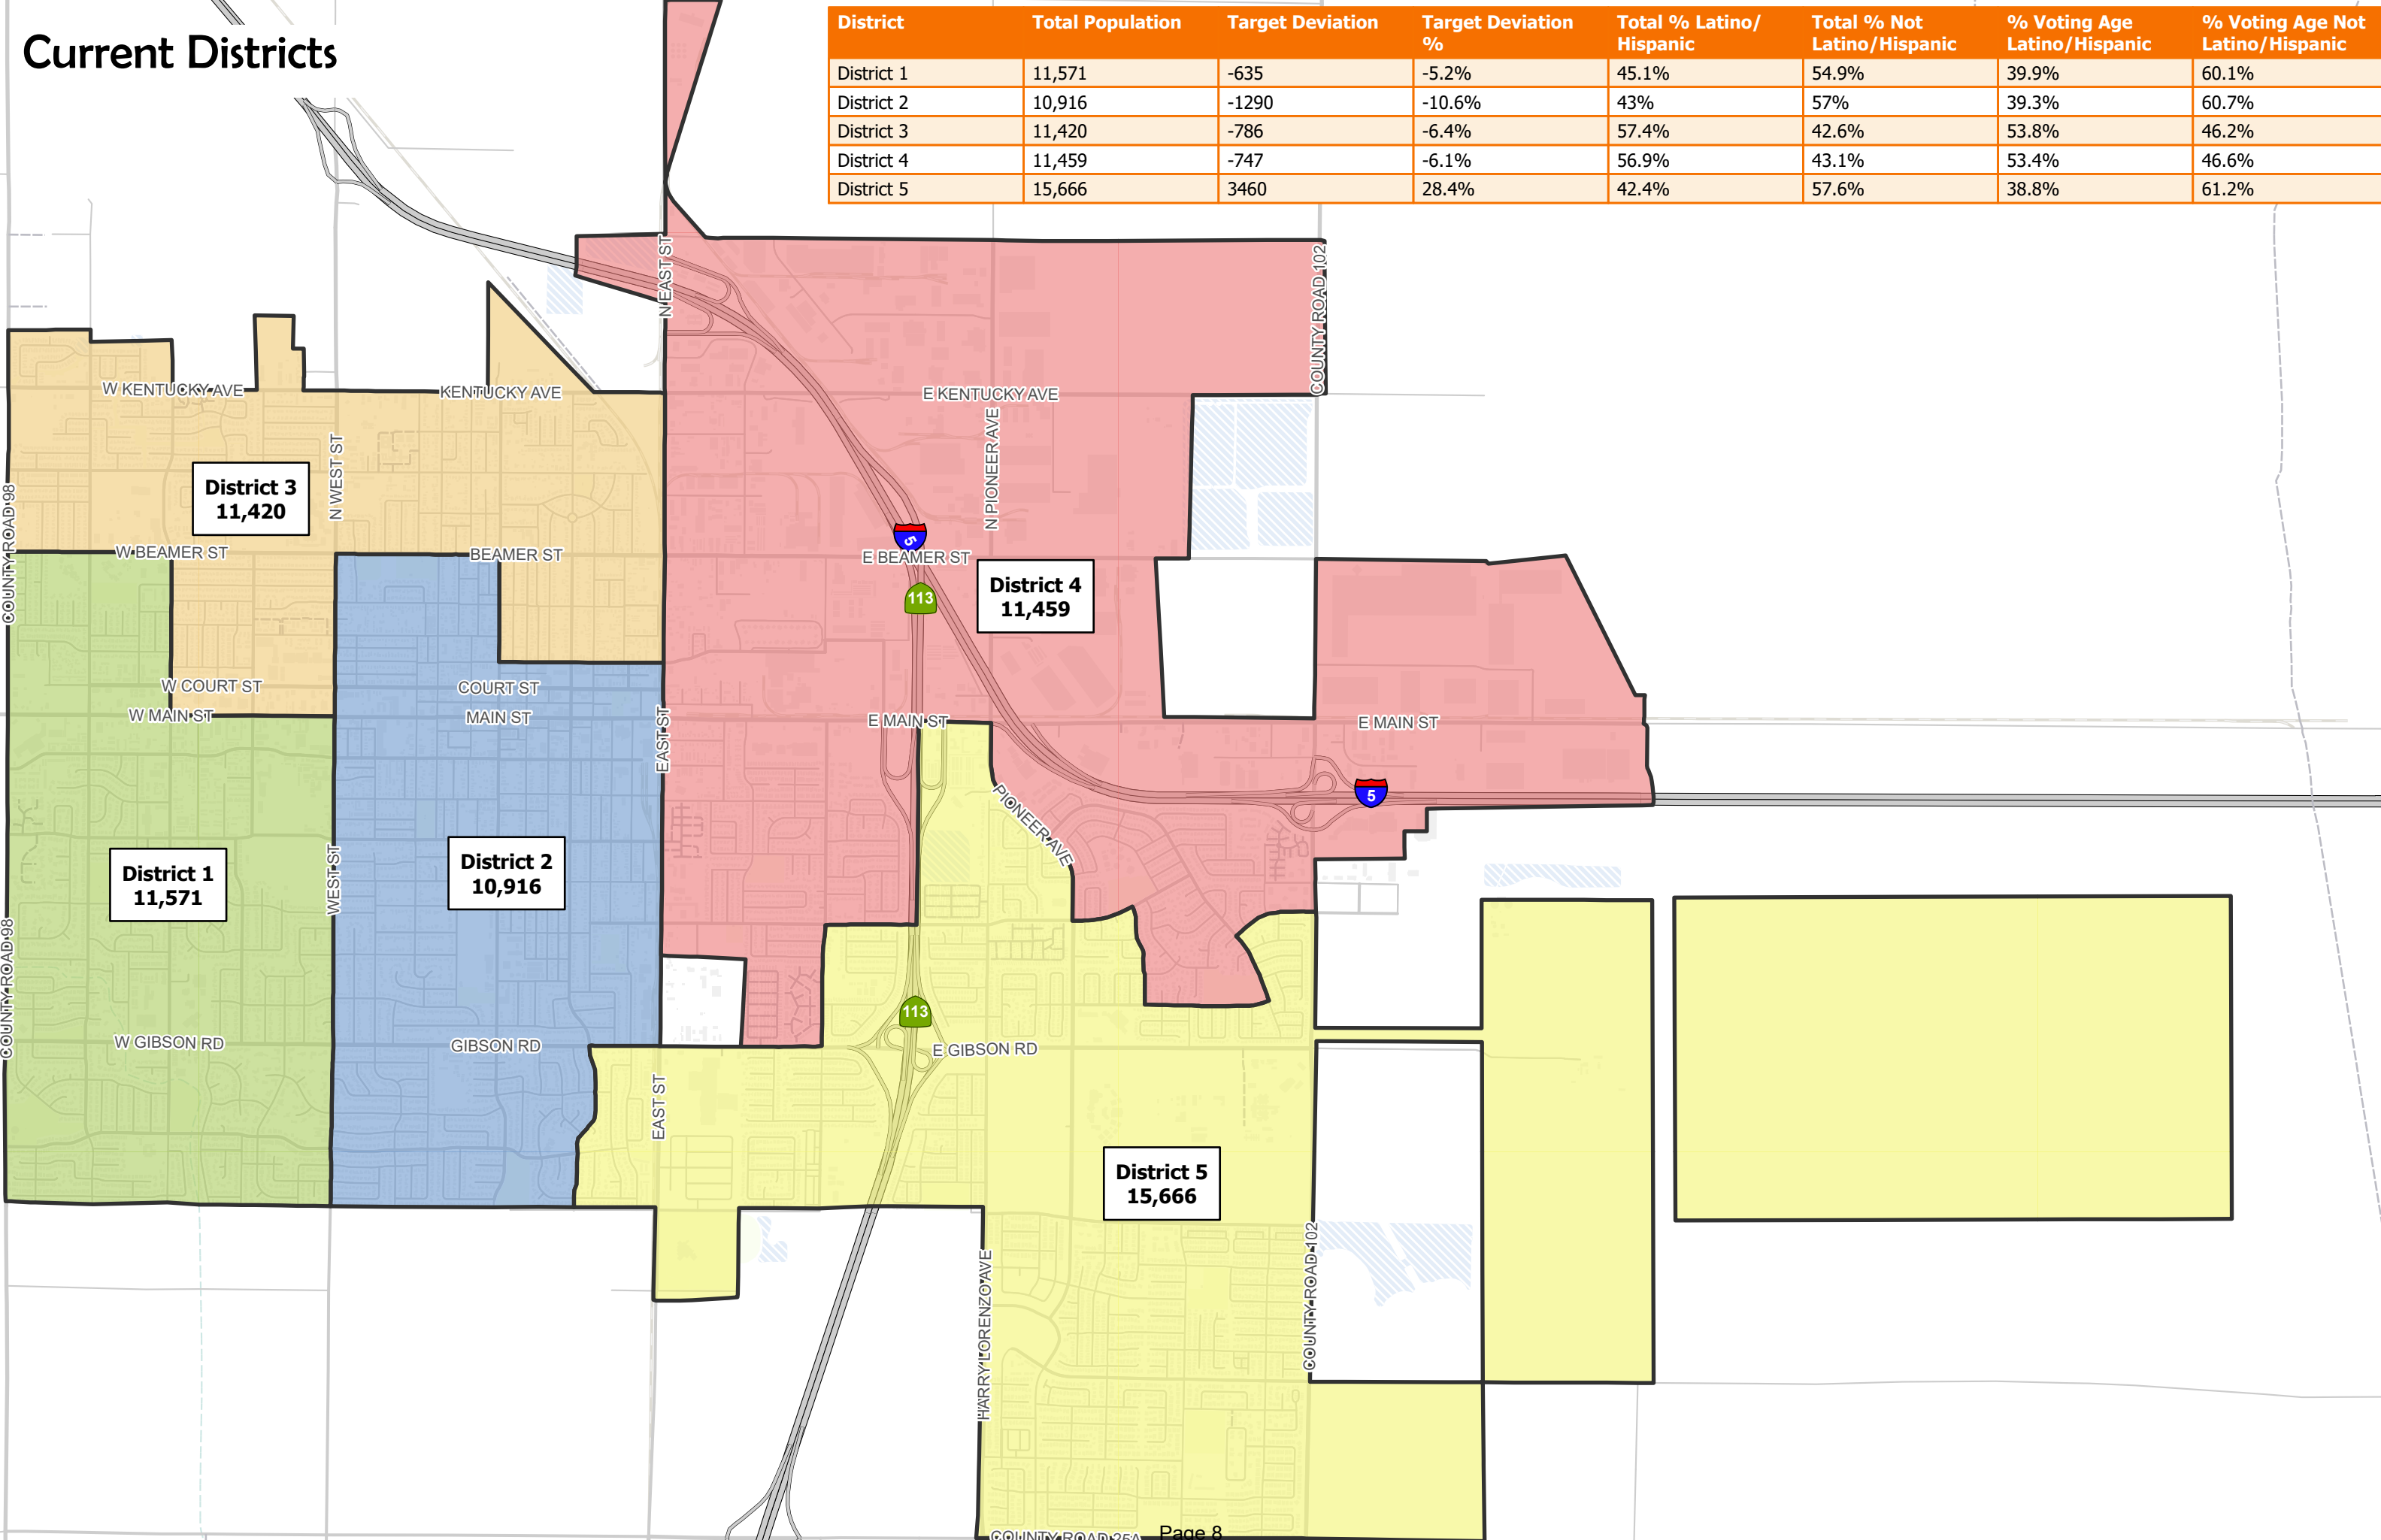 Current Districts
District Total Population Target Deviation Target Deviation % Total % Latino/Hispanic Total % Not Latino/Hispanic % Voting Age Latino/Hispanic % Voting Age Not Latino/Hispanic
District 1 11,571 -635 -5.2% 45.1% 54.9% 39.9% 60.1%
District 2 10,916 -1290 -10.6% 43% 57% 39.3% 60.7%
District 3 11,420 -786 -6.4% 57.4% 42.6% 53.8% 46.2%
District 4 11,459 -747 -6.1% 56.9% 43.1% 53.4% 46.6%
District 5 15,666 3460 28.4% 42.4% 57.6% 38.8% 61.2%
N EAST ST
COUNTY ROAD 102
W KENTUCKY AVE
KENTUCKY AVE
E KENTUCKY AVE
N PIONEER AVE
N WEST ST
COUNTY ROAD 98
District 3
11,420
5
W BEAMER ST
BEAMER ST
E BEAMER ST
113
District 4
11,459
W COURT ST
COURT ST
W MAIN ST
MAIN ST
E MAIN ST
E MAIN ST
EAST ST
5
PIONEER AVE
District 1
11,571
WEST ST
District 2
10,916
COUNTY ROAD 98
113
W GIBSON RD
GIBSON RD
E GIBSON RD
EAST ST
District 5
15,666
HARRY LORENZO AVE
COUNTY ROAD 102
COUNTY ROAD 25A
Page 8